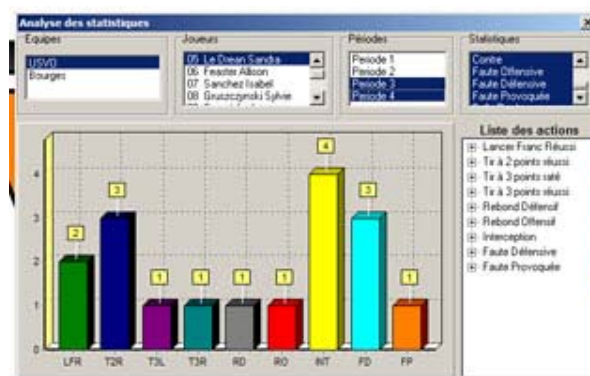 Analyse des statistiques
Equipes
USVO
Bourges
Joueurs
05 Le Drean Sandra
06 Feaster Allison
07 Sanchez Isabel
08 Gruszczynski Sylvie
Périodes
Periode 1
Periode 2
Periode 3
Periode 4
Statistiques
Contre
Faute Offensive
Faute Défensive
Faute Provoquée
4
3
2
1
0
2
3
1
1
1
1
4
3
1
LFR T2R T3L T3R RD RO INT FD FP
Liste des actions
Lancer Franc Réussi
Tir à 2 points réussi
Tir à 3 points raté
Tir à 3 points réussi
Rebond Défensif
Rebond Offensif
Interception
Faute Défensive
Faute Provoquée